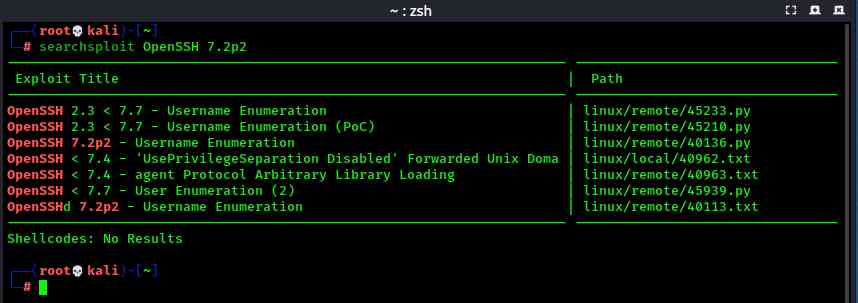 ~ : zsh
┌──(root💀kali)-[~]
└─# searchsploit OpenSSH 7.2p2
Exploit Title | Path
OpenSSH 2.3 < 7.7 - Username Enumeration | linux/remote/45233.py
OpenSSH 2.3 < 7.7 - Username Enumeration (PoC) | linux/remote/45210.py
OpenSSH 7.2p2 - Username Enumeration | linux/remote/40136.py
OpenSSH < 7.4 - 'UsePrivilegeSeparation Disabled' Forwarded Unix Doma | linux/local/40962.txt
OpenSSH < 7.4 - agent Protocol Arbitrary Library Loading | linux/remote/40963.txt
OpenSSH < 7.7 - User Enumeration (2) | linux/remote/45939.py
OpenSSHd 7.2p2 - Username Enumeration | linux/remote/40113.txt
Shellcodes: No Results
┌──(root💀kali)-[~]
└─#